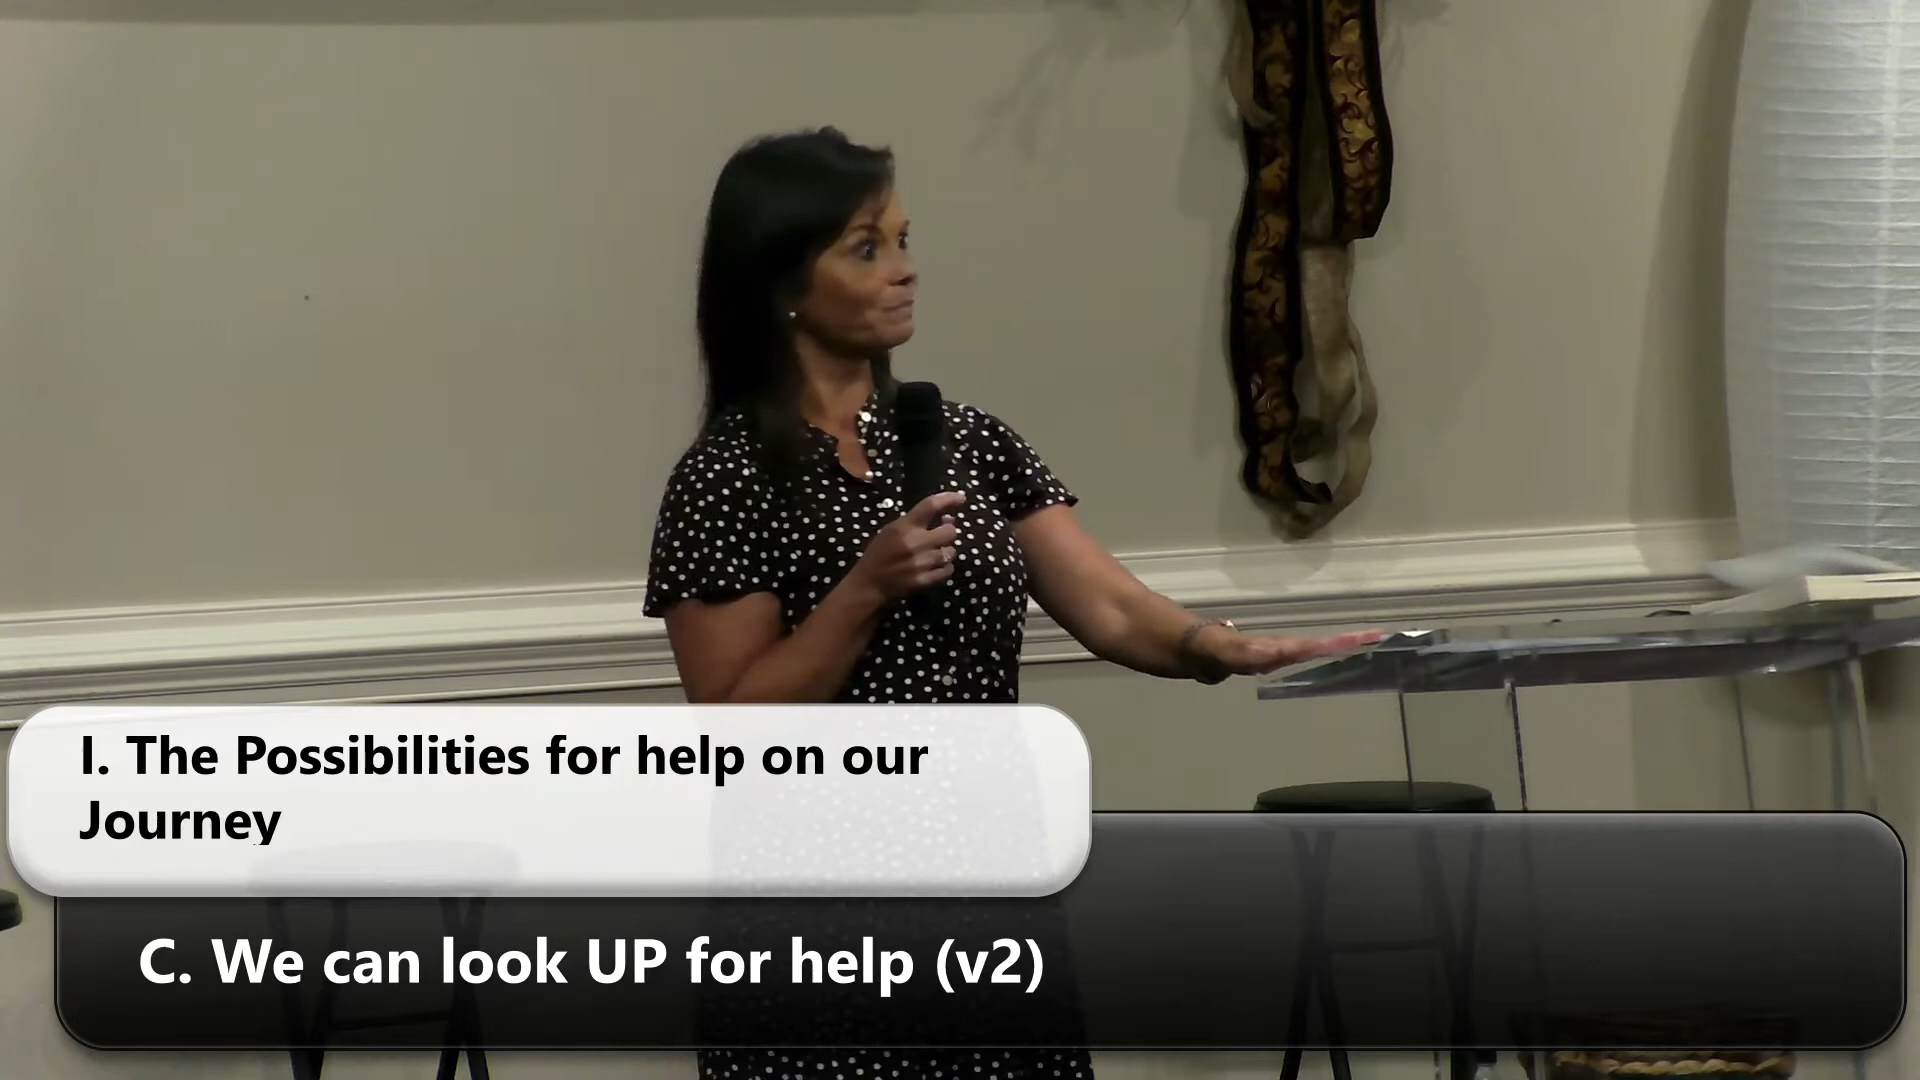 I. The Possibilities for help on our
Journey
C. We can look UP for help (v2)